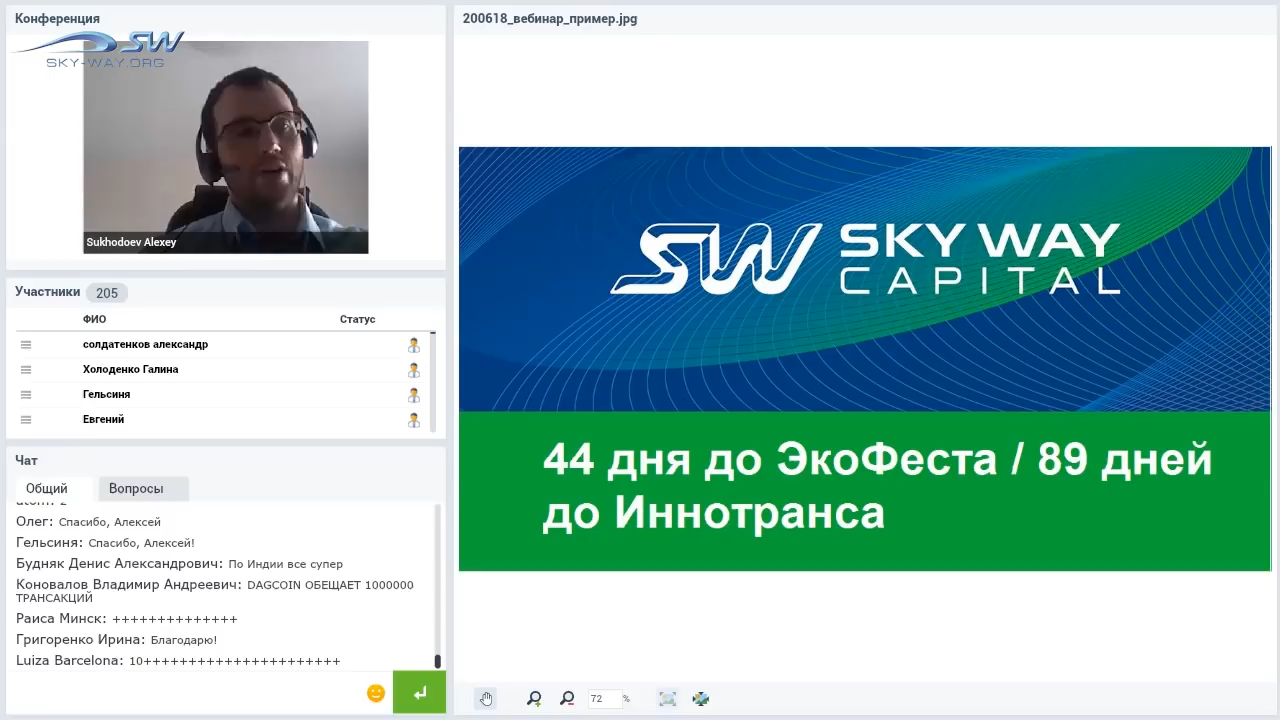 Конференция
SW
SKY-WAY.ORG
Sukhodoev Alexey
Участники 205
ФИО Статус
солдатенков александр
Холоденко Галина
Гельсиня
Евгений
Чат
Общий Вопросы
Олег: Спасибо, Алексей
Гельсиня: Спасибо, Алексей!
Будняк Денис Александрович: По Индии все супер
Коновалов Владимир Андреевич: DAGCOIN ОБЕЩАЕТ 1000000
ТРАНСАКЦИЙ
Раиса Минск: ++++++++++++++
Григоренко Ирина: Благодарю!
Luiza Barcelona: 10++++++++++++++++++++++
200618_вебинар_пример.jpg
SW SKY WAY
CAPITAL
44 дня до ЭкоФеста / 89 дней
до Иннотранса
72 %